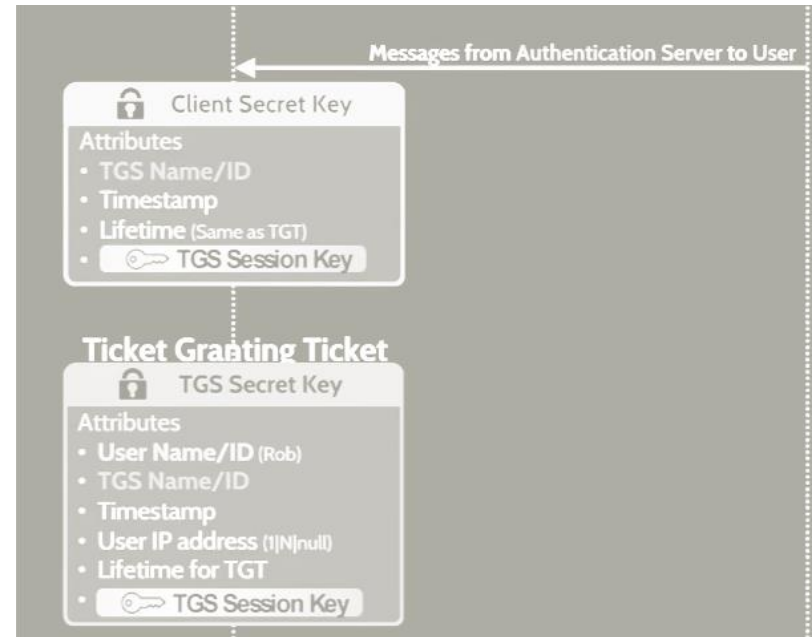 Messages from Authentication Server to User
Client Secret Key
Attributes
• TGS Name/ID
• Timestamp
• Lifetime (Same as TGT)
• TGS Session Key
Ticket Granting Ticket
TGS Secret Key
Attributes
• User Name/ID (Rob)
• TGS Name/ID
• Timestamp
• User IP address (1|N|null)
• Lifetime for TGT
• TGS Session Key